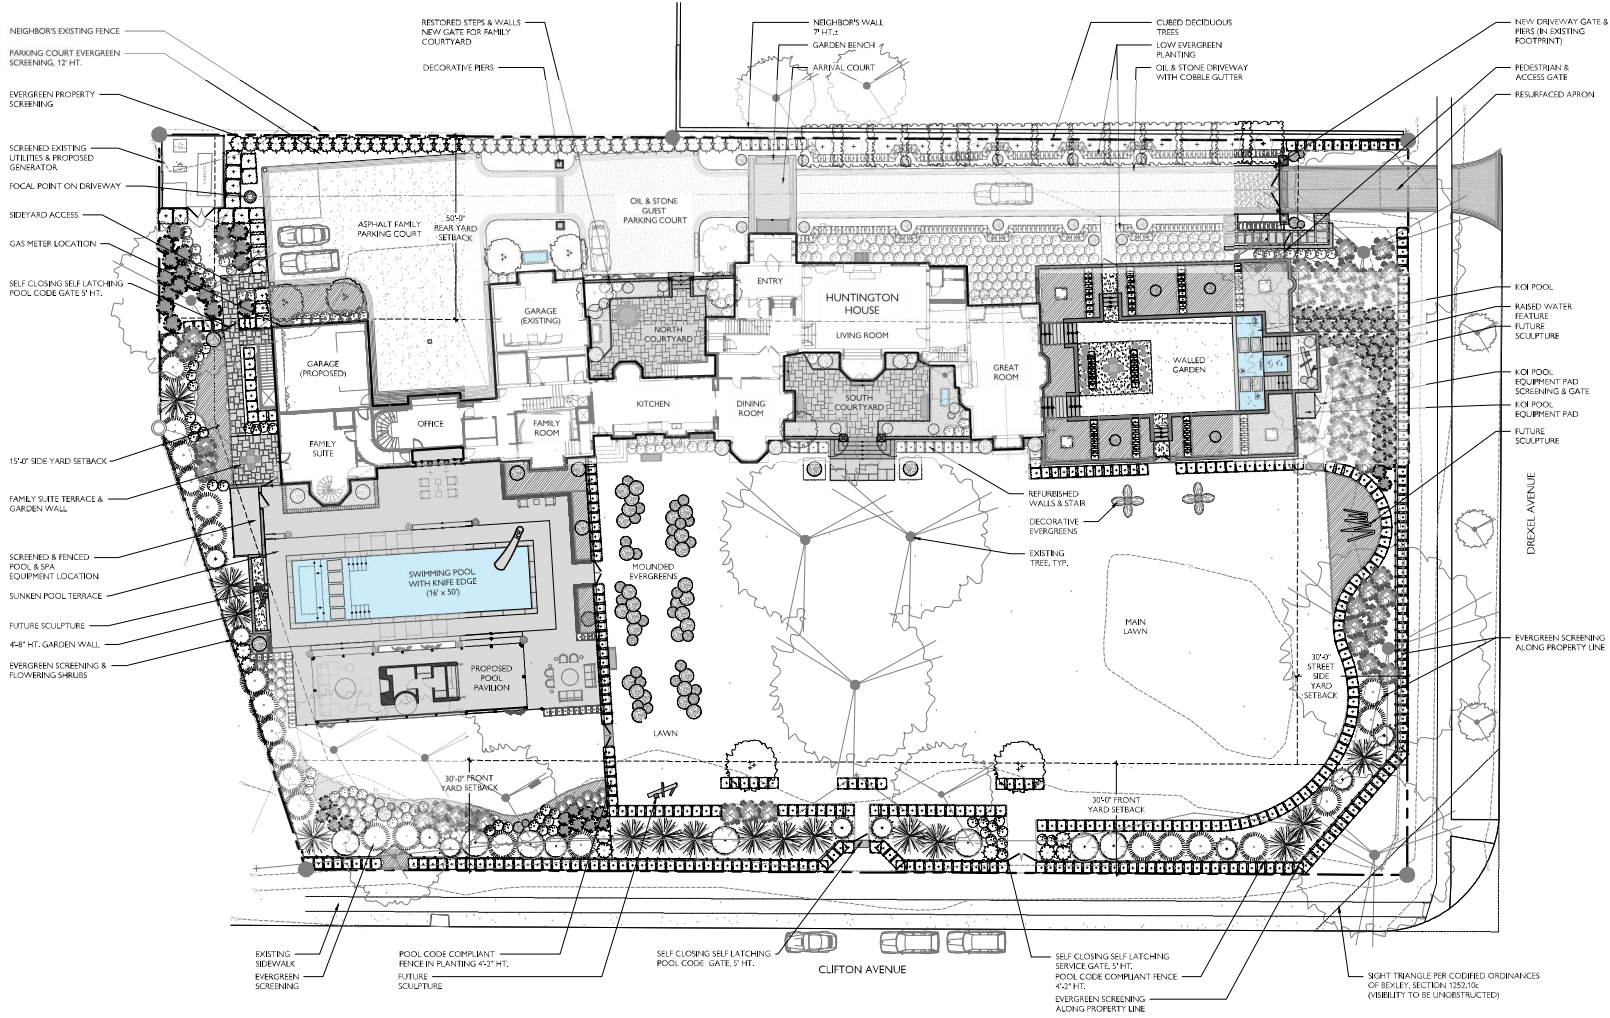 NEIGHBOR'S EXISTING FENCE
PARKING COURT EVERGREEN
SCREENING, 12' HT.
EVERGREEN PROPERTY
SCREENING
SCREENED EXISTING
UTILITIES & PROPOSED
GENERATOR
FOCAL POINT ON DRIVEWAY
SIDEYARD ACCESS
GAS METER LOCATION
SELF CLOSING SELF LATCHING
POOL CODE GATE 5' HT.
15'-0" SIDE YARD SETBACK
FAMILY SUITE TERRACE &
GARDEN WALL
SCREENED & FENCED
POOL & SPA
EQUIPMENT LOCATION
SUNKEN POOL TERRACE
FUTURE SCULPTURE
4'-8" HT. GARDEN WALL
EVERGREEN SCREENING &
FLOWERING SHRUBS
RESTORED STEPS & WALLS
NEW GATE FOR FAMILY
COURTYARD
DECORATIVE PIERS
NEIGHBOR'S WALL
7' HT.±
GARDEN BENCH
ARRIVAL COURT
CUBED DECIDUOUS
TREES
LOW EVERGREEN
PLANTING
OIL & STONE DRIVEWAY
WITH COBBLE GUTTER
NEW DRIVEWAY GATE &
PIERS (IN EXISTING
FOOTPRINT)
PEDESTRIAN &
ACCESS GATE
RESURFACED APRON
ASPHALT FAMILY
PARKING COURT
50'-0"
REAR YARD
SETBACK
OIL & STONE
GUEST
PARKING COURT
ENTRY
HUNTINGTON
HOUSE
LIVING ROOM
GARAGE
(EXISTING)
NORTH
COURTYARD
GARAGE
(PROPOSED)
GREAT
ROOM
WALLED
GARDEN
KITCHEN
DINING
ROOM
SOUTH
COURTYARD
OFFICE
FAMILY
ROOM
FAMILY
SUITE
KOI POOL
RAISED WATER
FEATURE
FUTURE
SCULPTURE
KOI POOL
EQUIPMENT PAD
SCREENING & GATE
KOI POOL
EQUIPMENT PAD
FUTURE
SCULPTURE
REFURBISHED
WALLS & STAIR
DECORATIVE
EVERGREENS
EXISTING
TREE, TYP.
DREXEL AVENUE
SWIMMING POOL
WITH KNIFE EDGE
(16' x 50')
MOUNDED
EVERGREENS
MAIN
LAWN
PROPOSED
POOL
PAVILION
30'-0"
STREET
SIDE
YARD
SETBACK
EVERGREEN SCREENING
ALONG PROPERTY LINE
LAWN
30'-0" FRONT
YARD SETBACK
30'-0" FRONT
YARD SETBACK
EXISTING
SIDEWALK
EVERGREEN
SCREENING
POOL CODE COMPLIANT
FENCE IN PLANTING 4'-2" HT.
FUTURE
SCULPTURE
SELF CLOSING SELF LATCHING
POOL CODE GATE, 5' HT.
CLIFTON AVENUE
SELF CLOSING SELF LATCHING
SERVICE GATE, 5' HT.
POOL CODE COMPLIANT FENCE
4'-2" HT.
EVERGREEN SCREENING
ALONG PROPERTY LINE
SIGHT TRIANGLE PER CODIFIED ORDINANCES
OF BEXLEY, SECTION 1252.10c
(VISIBILITY TO BE UNOBSTRUCTED)